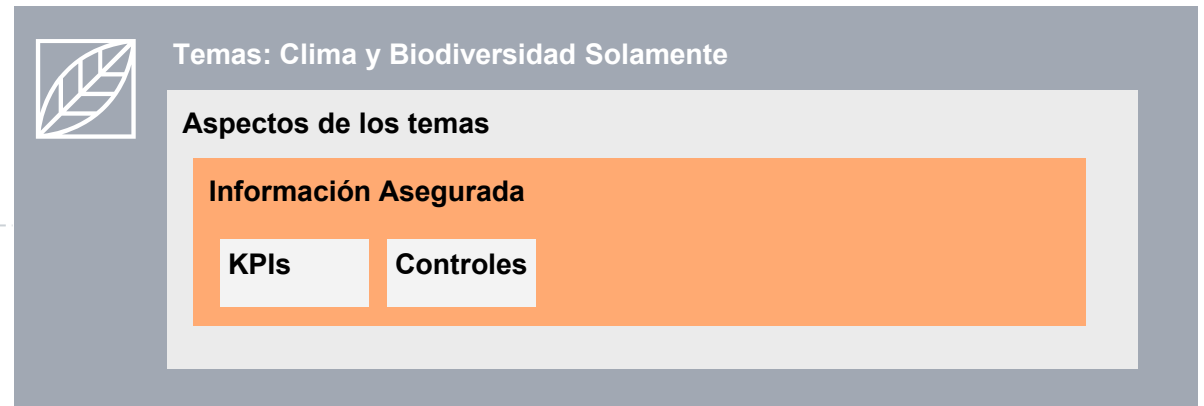 Temas: Clima y Biodiversidad Solamente
Aspectos de los temas
Información Asegurada
KPIs
Controles